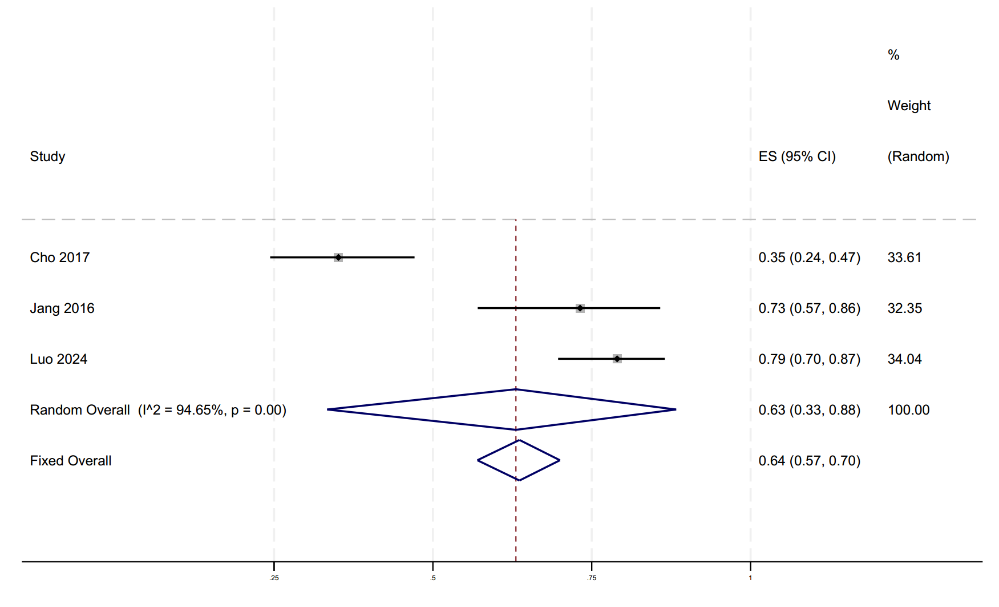 %
Weight
Study ES (95% CI) (Random)
Cho 2017 0.35 (0.24, 0.47) 33.61
Jang 2016 0.73 (0.57, 0.86) 32.35
Luo 2024 0.79 (0.70, 0.87) 34.04
Random Overall (I^2 = 94.65%, p = 0.00) 0.63 (0.33, 0.88) 100.00
Fixed Overall 0.64 (0.57, 0.70)
.25 .5 .75 1